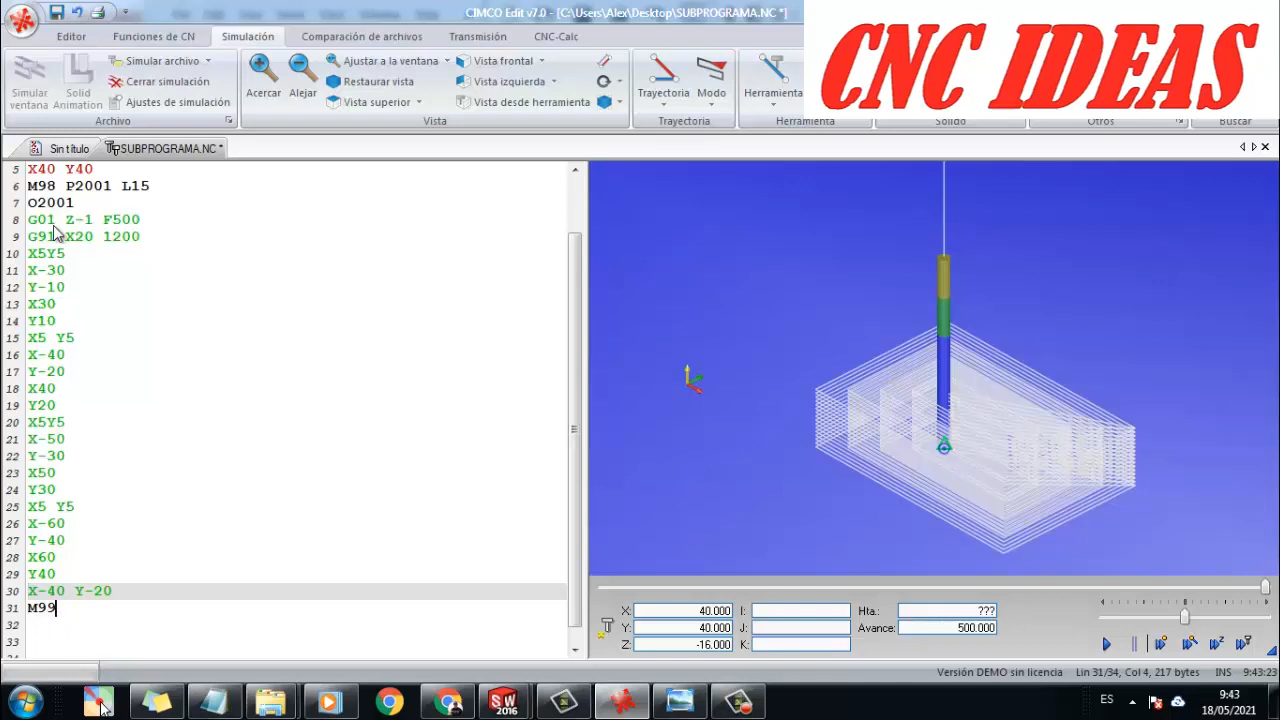 CIMCO Edit v7.0 - [C:\Users\Alex\Desktop\SUBPROGRAMA.NC *]
CNC IDEAS
Editor
Funciones de CN
Simulación
Comparación de archivos
Transmisión
CNC-Calc
Simular ventana
Solid Animation
Simular archivo
Cerrar simulación
Ajustes de simulación
Archivo
Acercar
Alejar
Ajustar a la ventana
Restaurar vista
Vista superior
Vista frontal
Vista izquierda
Vista desde herramienta
Vista
Trayectoria
Modo
Trayectoria
Herramienta
Herramienta
Sólido
Otros
Buscar
Sin título
SUBPROGRAMA.NC *
5 X40 Y40
6 M98 P2001 L15
7 O2001
8 G01 Z-1 F500
9 G91 X20 1200
10 X5Y5
11 X-30
12 Y-10
13 X30
14 Y10
15 X5 Y5
16 X-40
17 Y-20
18 X40
19 Y20
20 X5Y5
21 X-50
22 Y-30
23 X50
24 Y30
25 X5 Y5
26 X-60
27 Y-40
28 X60
29 Y40
30 X-40 Y-20
31 M99
32
33
X: 40.000 I: Hta.: ???
Y: 40.000 J: Avance: 500.000
Z: -16.000 K:
Versión DEMO sin licencia
Lin 31/34, Col 4, 217 bytes
INS
9:43:23
SW
2016
ES
9:43
18/05/2021